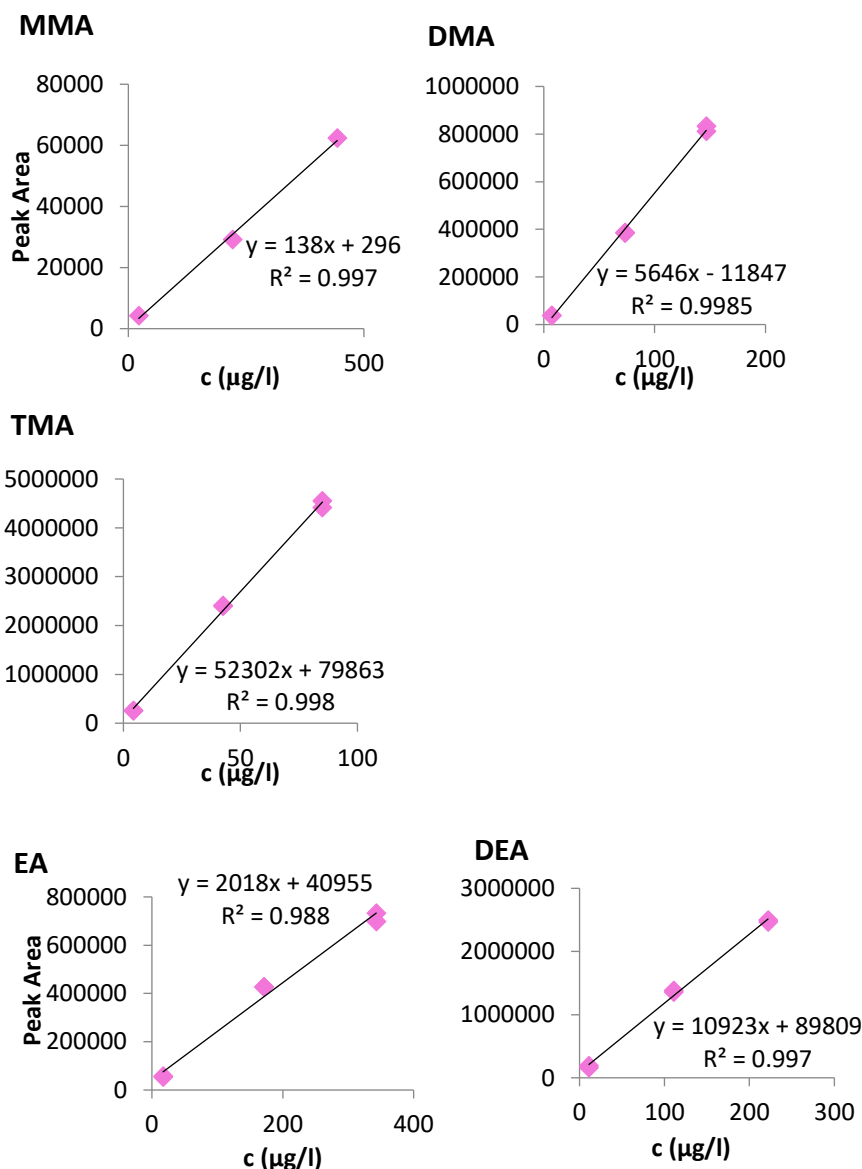 MMA
80000
60000
40000
20000
0
Peak Area
y = 138x + 296
R² = 0.997
0 500
c (µg/l)
DMA
1000000
800000
600000
400000
200000
0
y = 5646x - 11847
R² = 0.9985
0 100 200
c (µg/l)
TMA
5000000
4000000
3000000
2000000
1000000
0
y = 52302x + 79863
R² = 0.998
0 50 100
c (µg/l)
EA
800000
600000
400000
200000
0
Peak Area
y = 2018x + 40955
R² = 0.988
0 200 400
c (µg/l)
DEA
3000000
2000000
1000000
0
y = 10923x + 89809
R² = 0.997
0 100 200 300
c (µg/l)